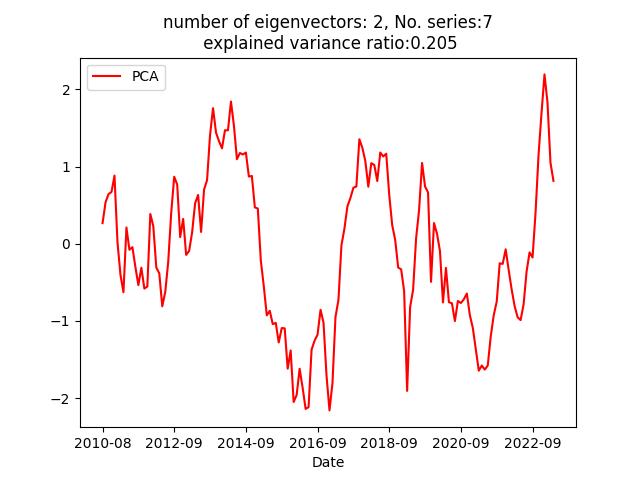 number of eigenvectors: 2, No. series:7
explained variance ratio:0.205
PCA
2
1
0
−1
−2
2010-08 2012-09 2014-09 2016-09 2018-09 2020-09 2022-09
Date